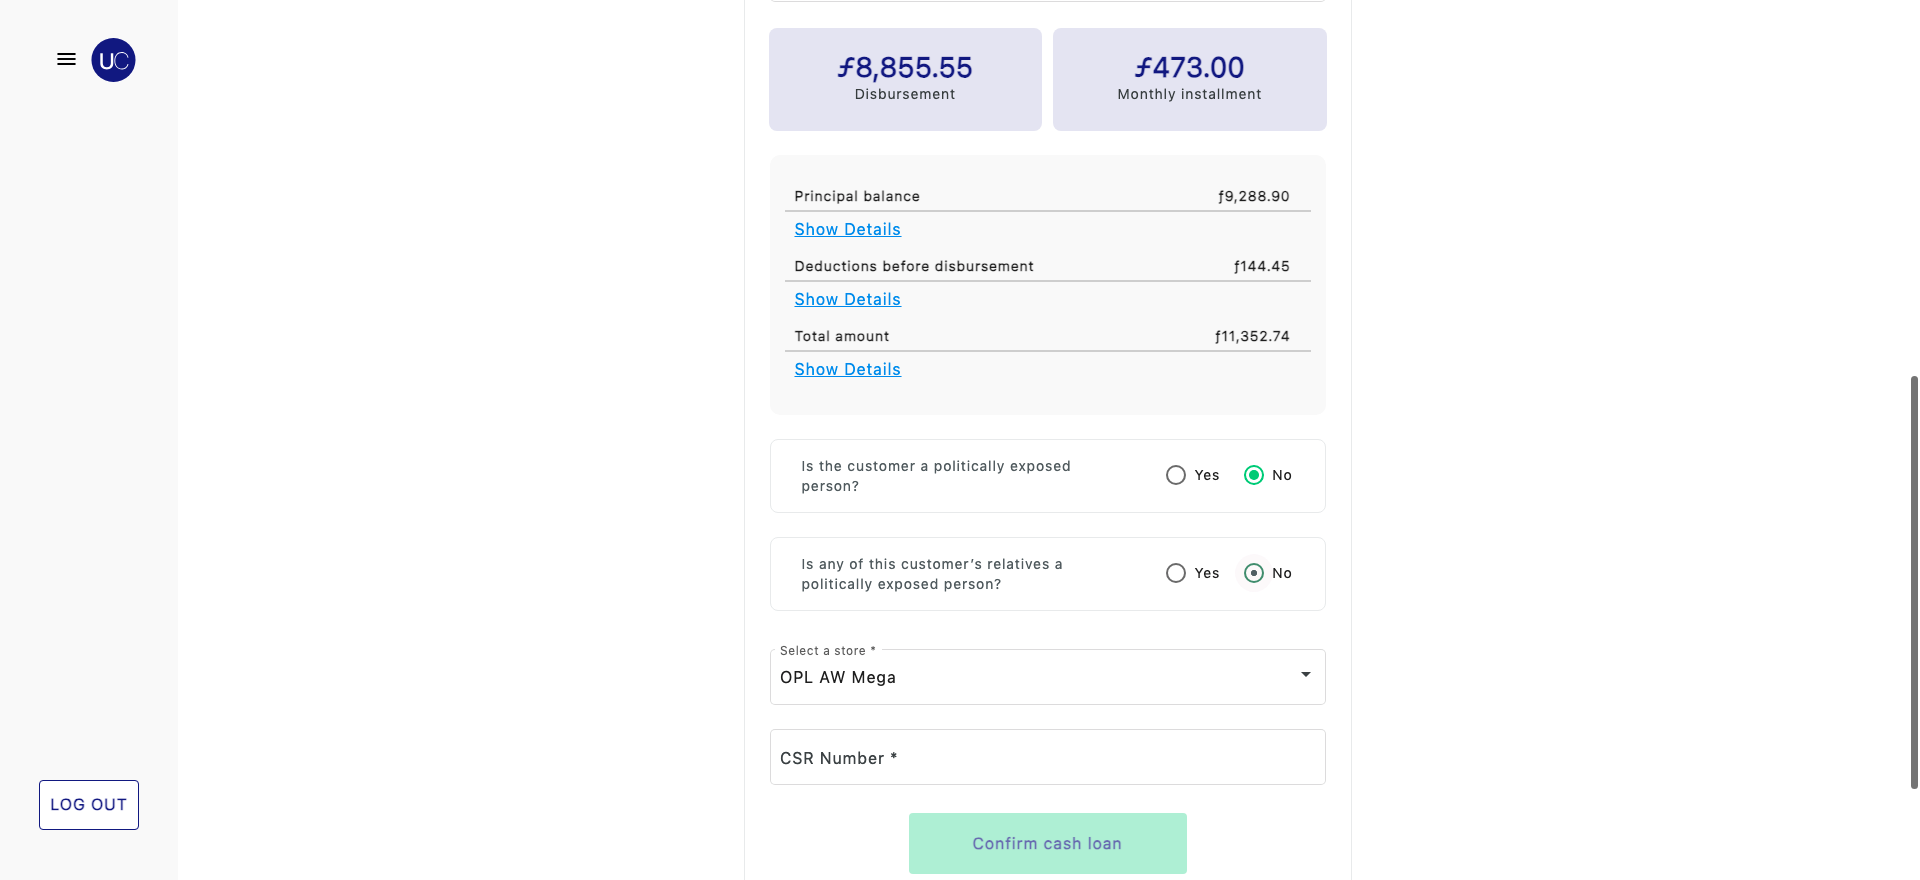 UC
ƒ8,855.55
Disbursement
ƒ473.00
Monthly installment
Principal balance ƒ9,288.90
Show Details
Deductions before disbursement ƒ144.45
Show Details
Total amount ƒ11,352.74
Show Details
Is the customer a politically exposed
person?
Yes No
Is any of this customer’s relatives a
politically exposed person?
Yes No
Select a store *
OPL AW Mega
CSR Number *
LOG OUT
Confirm cash loan